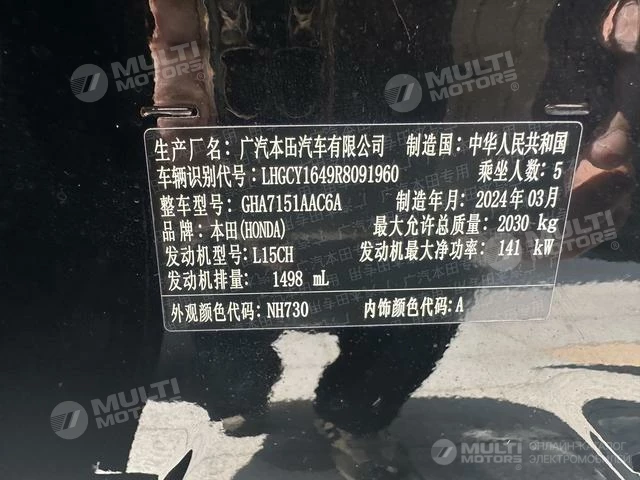 MULTI MOTORS
MULTI MOTORS
生产厂名：广汽本田汽车有限公司 制造国：中华人民共和国
车辆识别代号：LHGCY1649R8091960 乘坐人数：5
整车型号：GHA7151AAC6A 制造年月：2024年03月
品牌：本田(HONDA) 最大允许总质量：2030 kg
发动机型号：L15CH 发动机最大净功率：141 kW
发动机排量：1498 mL
外观颜色代码：NH730 内饰颜色代码：A
MULTI MOTORS
MULTI MOTORS ОНЛАЙН-КАТАЛОГ ЭЛЕКТРОМОБИЛЕЙ